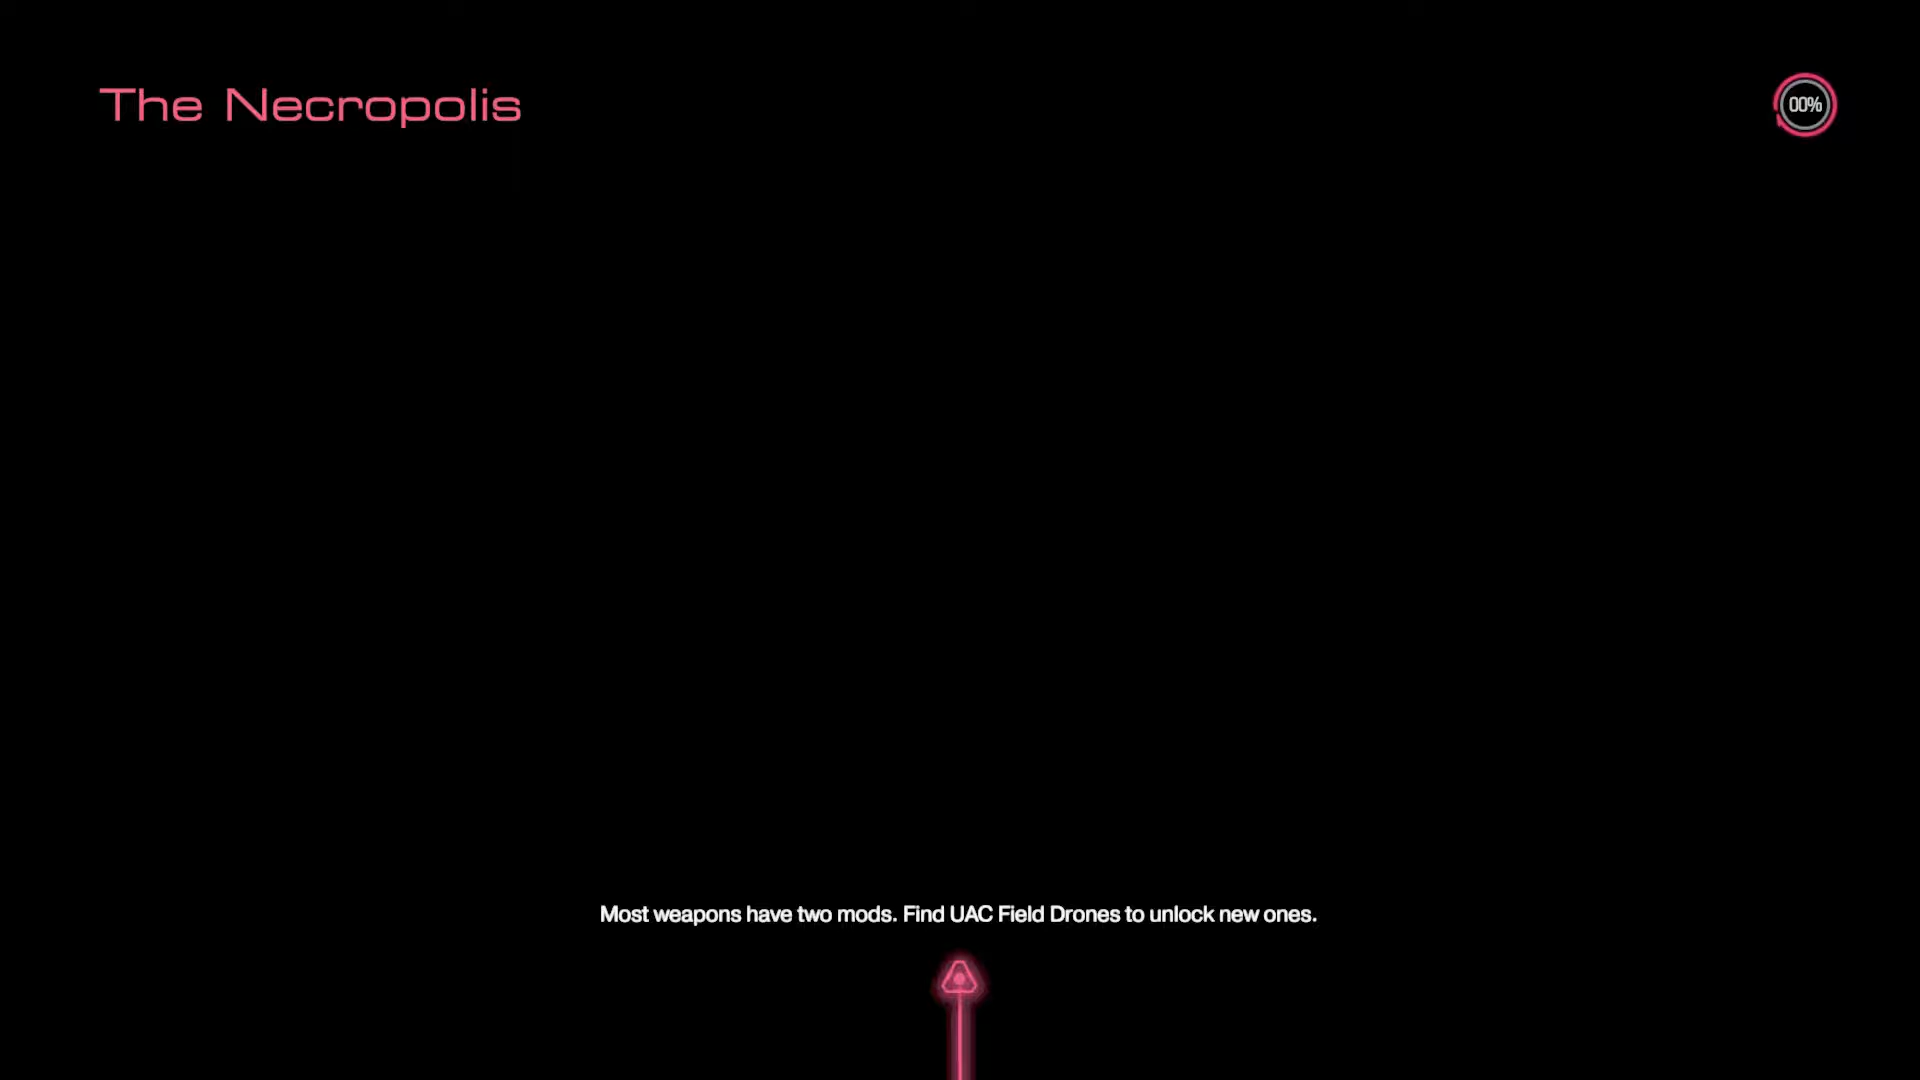 The Necropolis
00%
Most weapons have two mods. Find UAC Field Drones to unlock new ones.